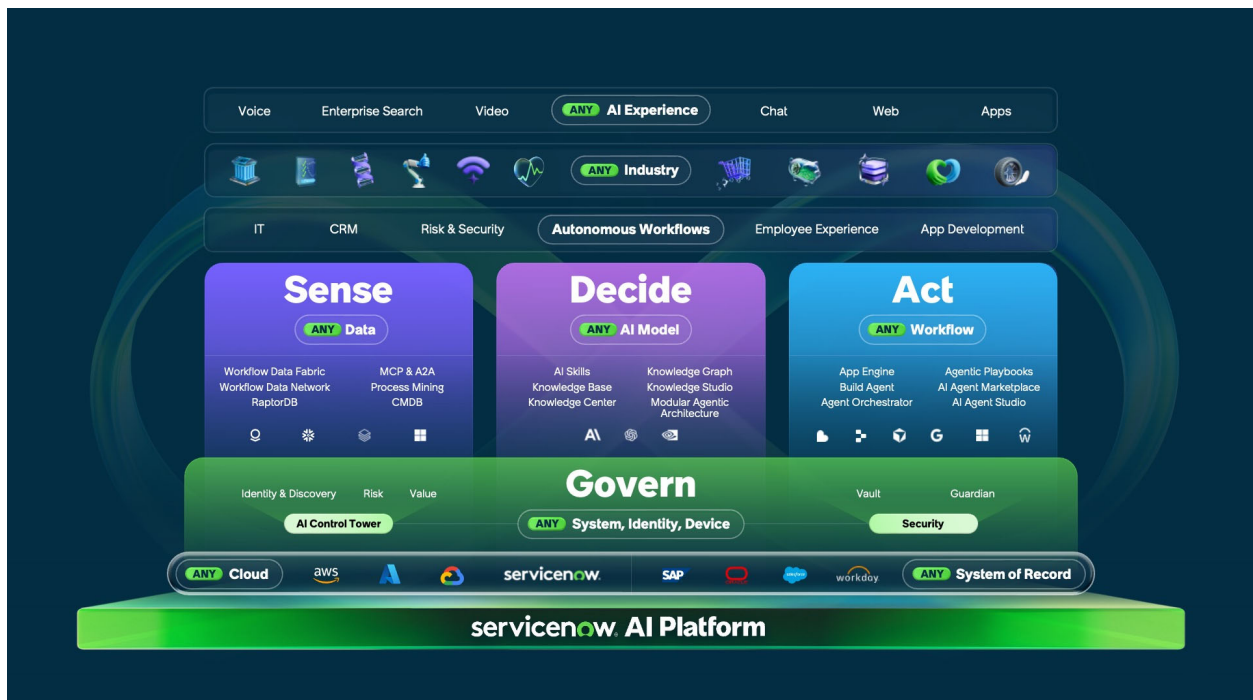 Voice Enterprise Search Video ANY AI Experience Chat Web Apps
ANY Industry
IT CRM Risk & Security Autonomous Workflows Employee Experience App Development
Sense
ANY Data
Workflow Data Fabric
Workflow Data Network
RaptorDB
MCP & A2A
Process Mining
CMDB
Decide
ANY AI Model
AI Skills
Knowledge Base
Knowledge Center
Knowledge Graph
Knowledge Studio
Modular Agentic
Architecture
Act
ANY Workflow
App Engine
Build Agent
Agent Orchestrator
Agentic Playbooks
AI Agent Marketplace
AI Agent Studio
Govern
Identity & Discovery Risk Value
AI Control Tower
ANY System, Identity, Device
Vault Guardian
Security
ANY Cloud aws servicenow. SAP salesforce workday. ANY System of Record
servicenow. AI Platform